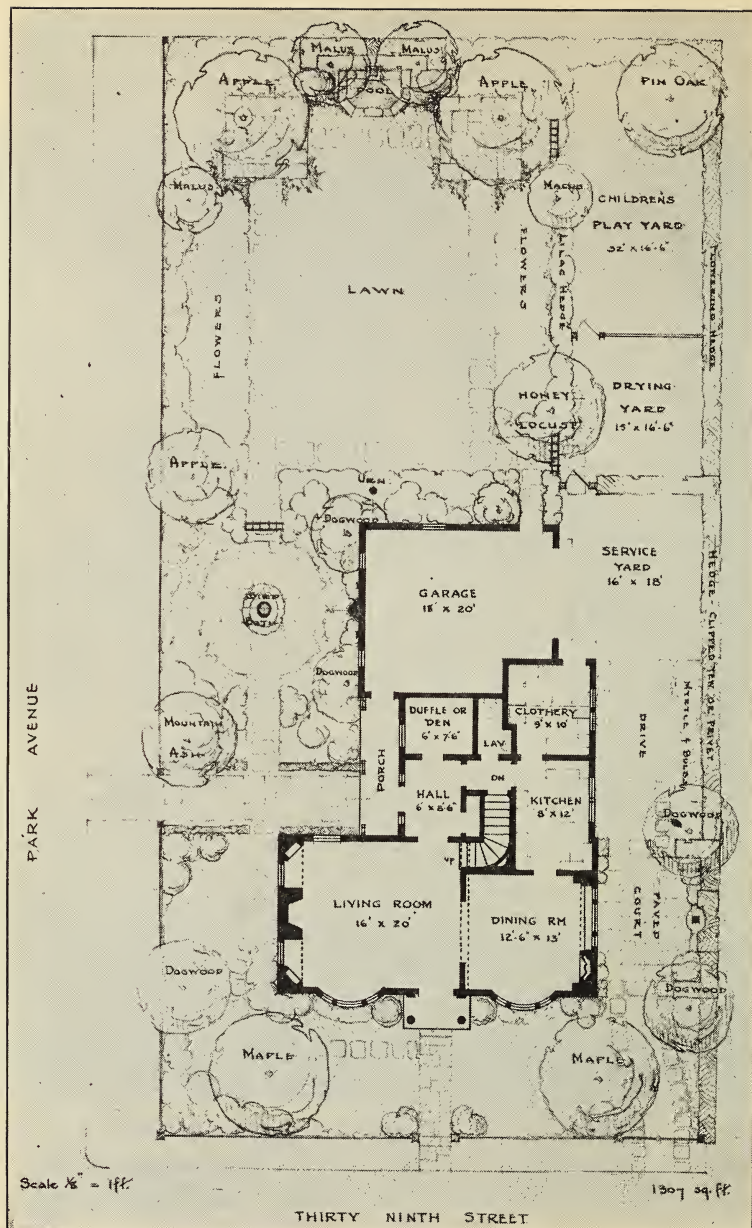 MALUS
MALUS
APPLE
POOL
APPLE
PIN OAK
MALUS
MALUS
CHILDREN'S
PLAY YARD
32' x 16'-6"
FLOWERS
LILAC HEDGE
FLOWERING HEDGE
LAWN
FLOWERS
HONEY
LOCUST
DRYING
YARD
15' x 16'-6"
APPLE
URN
DOGWOOD
SERVICE
YARD
16' x 18'
GARAGE
18' x 20'
BIRD
BATH
HEDGE - CLIPPED YEW OR PRIVET
DOGWOOD
MYRTLE & BULBS
DUFFLE OR
DEN
6' x 7'6"
CLOTHERY
9' x 10'
LAV.
MOUNTAIN
ASH
DRIVE
PORCH
DN
HALL
6' x 8'-6"
KITCHEN
8' x 12'
DOGWOOD
PARK AVENUE
UP
LIVING ROOM
16' x 20'
DINING RM
12'-6" x 13'
PAVED
COURT
DOGWOOD
DOGWOOD
MAPLE
MAPLE
Scale ⅛" = 1ft.
1307 sq. ft.
THIRTY NINTH STREET